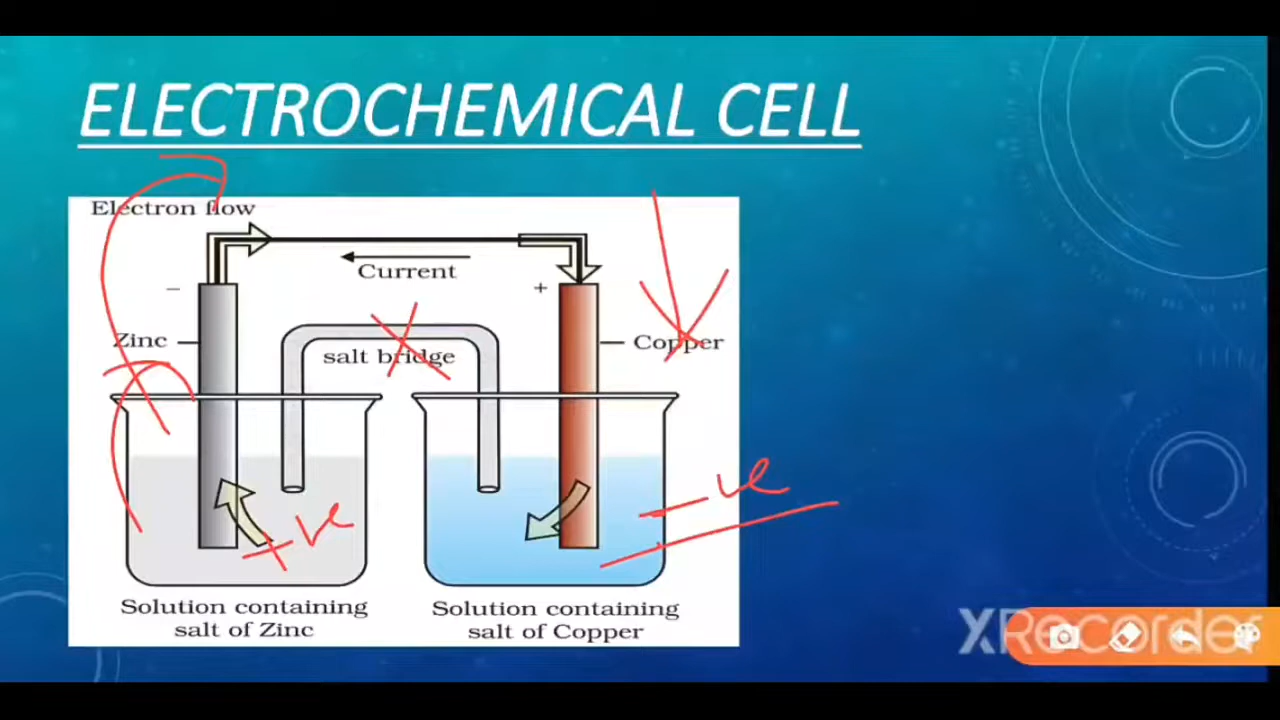 ELECTROCHEMICAL CELL
Electron flow
Current
− +
Zinc
Copper
salt bridge
+ve
−ve
Solution containing
salt of Zinc
Solution containing
salt of Copper
XRecorder